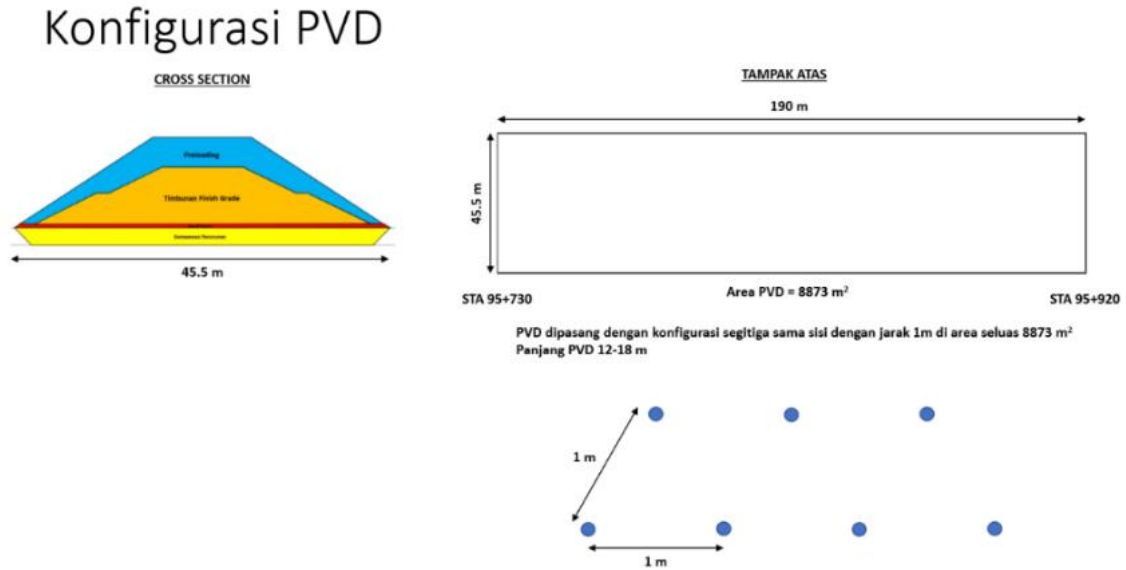 Konfigurasi PVD
CROSS SECTION
Preloading
Timbunan Finish Grade
45.5 m
TAMPAK ATAS
190 m
45.5 m
STA 95+730
Area PVD = 8873 m²
STA 95+920
PVD dipasang dengan konfigurasi segitiga sama sisi dengan jarak 1m di area seluas 8873 m²
Panjang PVD 12-18 m
1 m
1 m